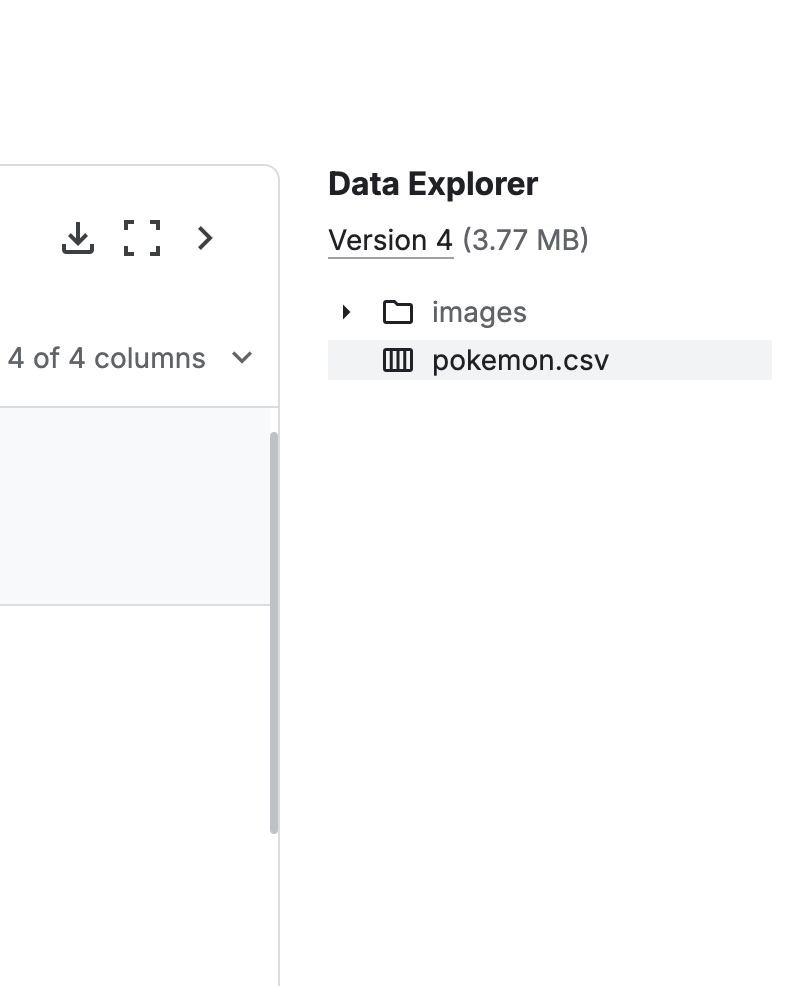 Data Explorer
Version 4 (3.77 MB)
images
4 of 4 columns
pokemon.csv